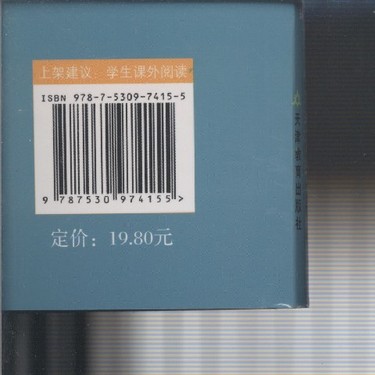 上架建议：学生课外阅读
ISBN 978-7-5309-7415-5
9 787530 974155 >
定价：19.80元
天津教育出版社